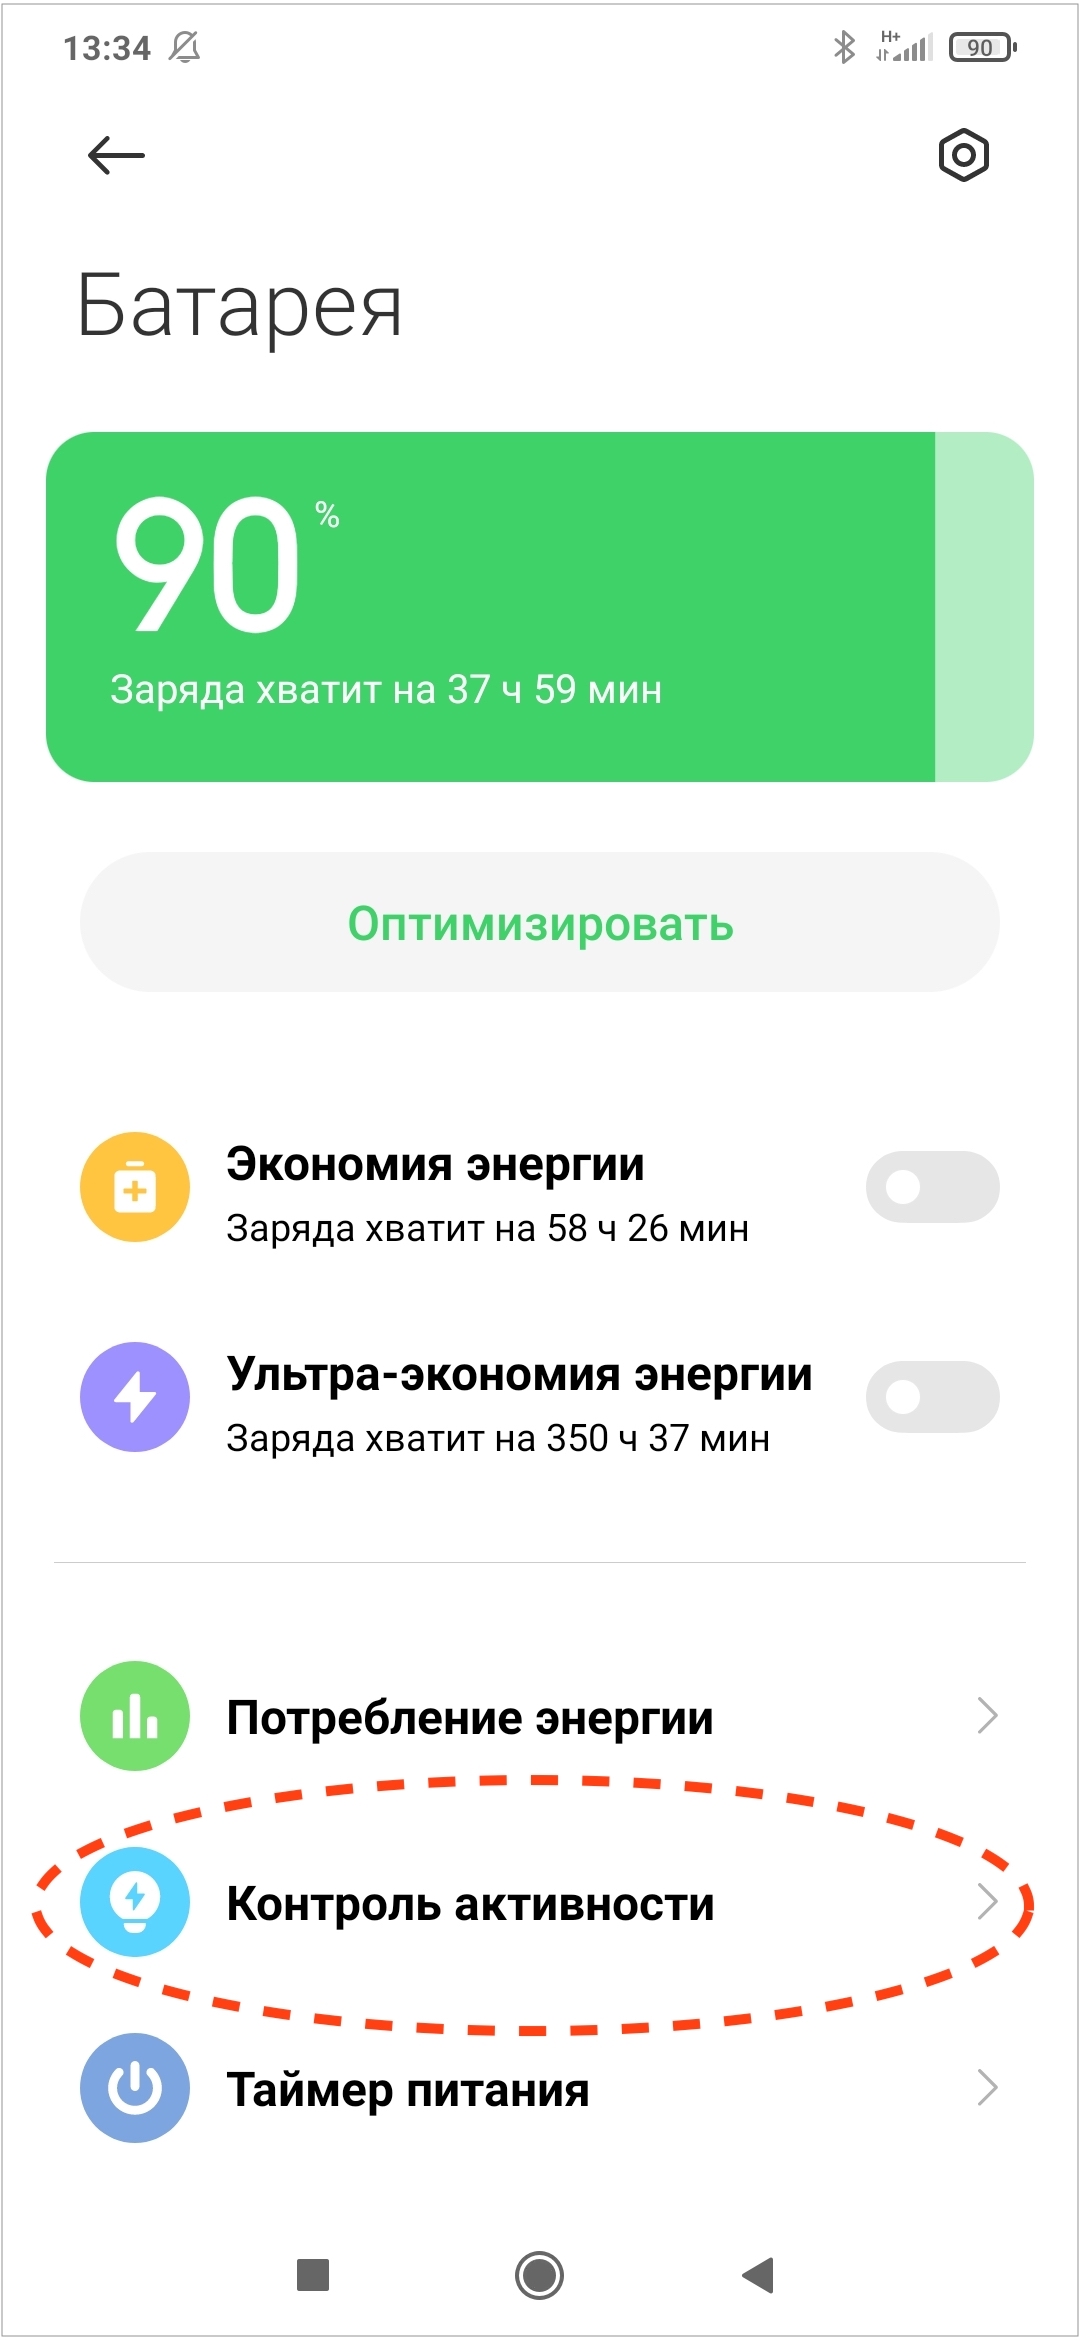 13:34 H+ 90
Батарея
90 %
Заряда хватит на 37 ч 59 мин
Оптимизировать
Экономия энергии
Заряда хватит на 58 ч 26 мин
Ультра-экономия энергии
Заряда хватит на 350 ч 37 мин
Потребление энергии
Контроль активности
Таймер питания